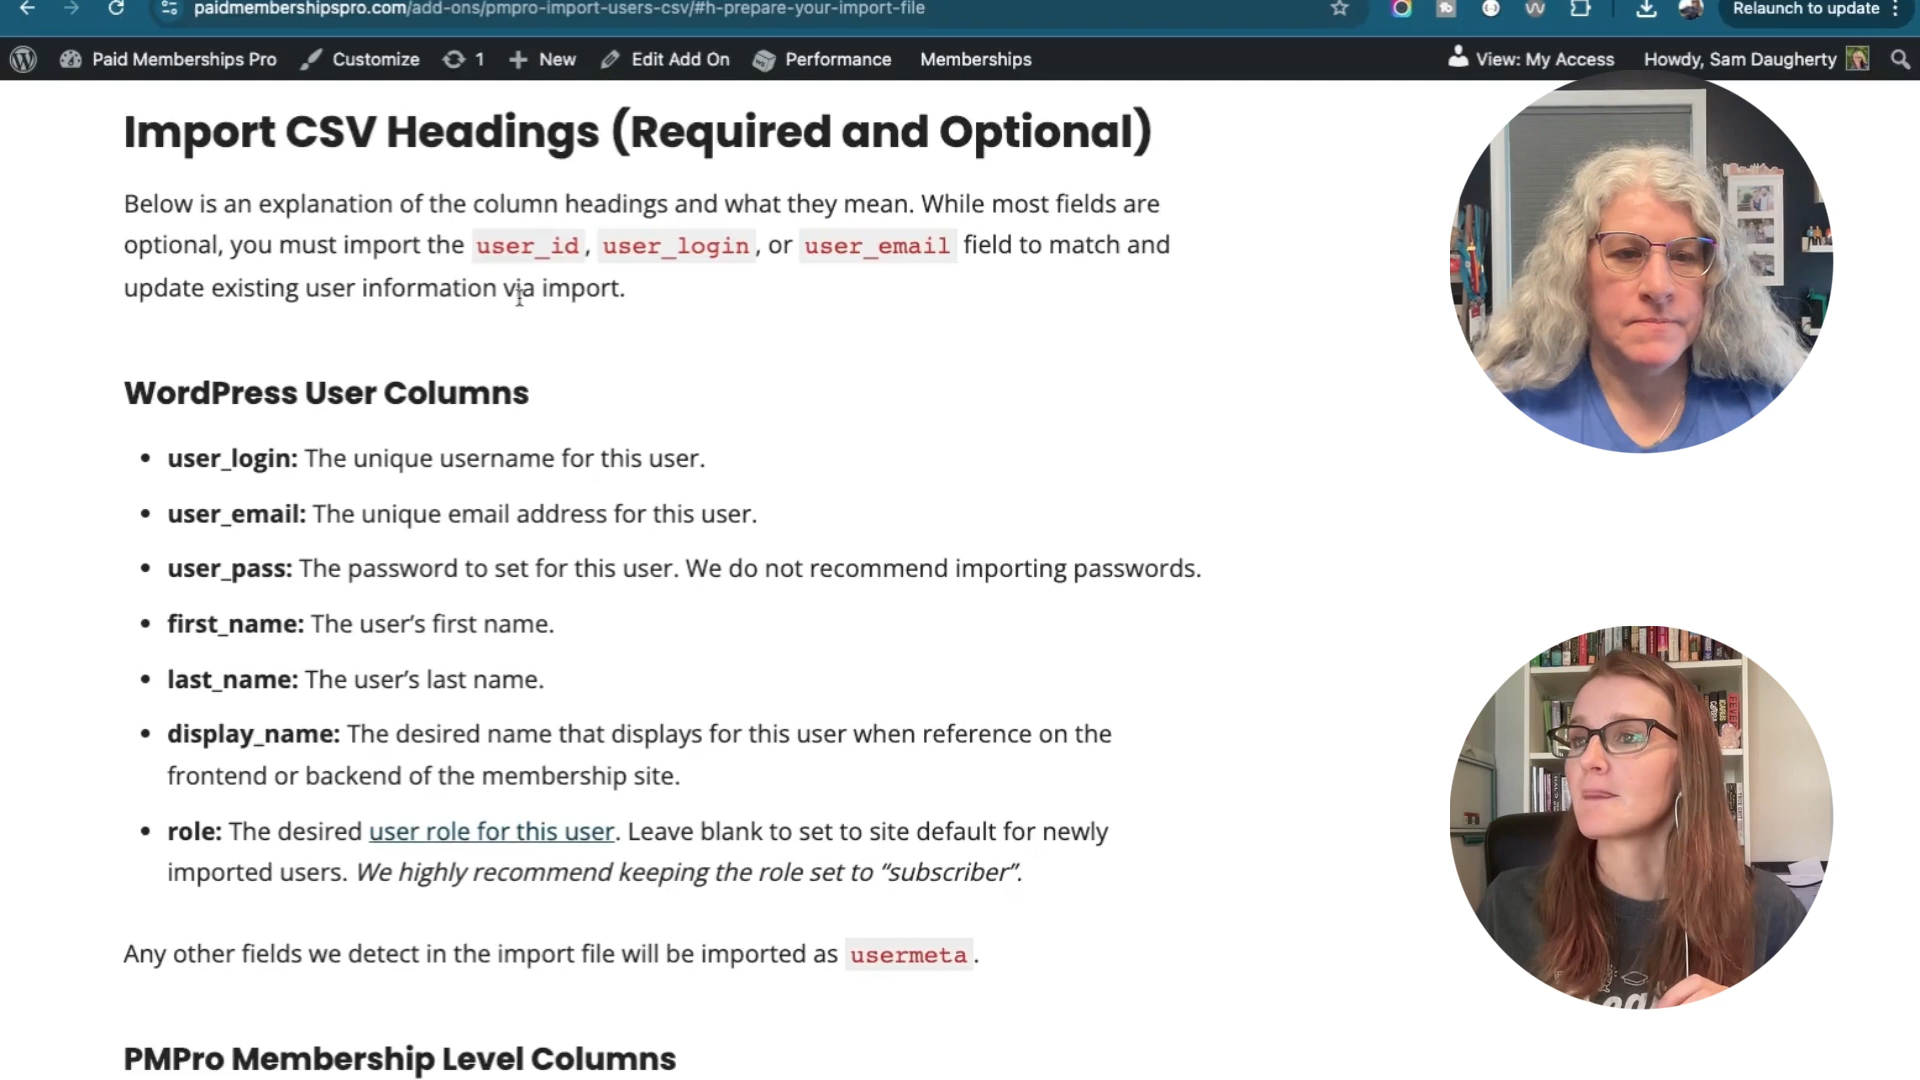 paidmembershipspro.com/add-ons/pmpro-import-users-csv/#h-prepare-your-import-file
Relaunch to update
Paid Memberships Pro Customize 1 New Edit Add On Performance Memberships View: My Access Howdy, Sam Daugherty
Import CSV Headings (Required and Optional)
Below is an explanation of the column headings and what they mean. While most fields are
optional, you must import the user_id, user_login, or user_email field to match and
update existing user information via import.
WordPress User Columns
• user_login: The unique username for this user.
• user_email: The unique email address for this user.
• user_pass: The password to set for this user. We do not recommend importing passwords.
• first_name: The user’s first name.
• last_name: The user’s last name.
• display_name: The desired name that displays for this user when reference on the
frontend or backend of the membership site.
• role: The desired user role for this user. Leave blank to set to site default for newly
imported users. We highly recommend keeping the role set to “subscriber”.
Any other fields we detect in the import file will be imported as usermeta.
PMPro Membership Level Columns